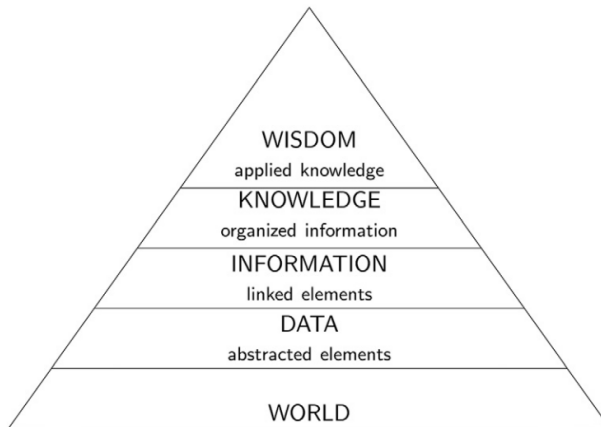 WISDOM
applied knowledge
KNOWLEDGE
organized information
INFORMATION
linked elements
DATA
abstracted elements
WORLD